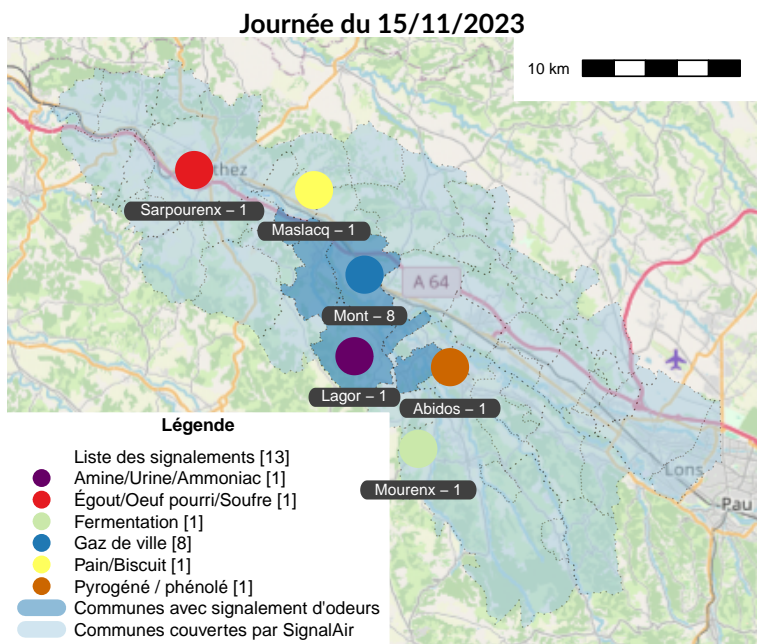 Journée du 15/11/2023
10 km
thez
Sarpourenx – 1
Maslacq – 1
A 64
Mont – 8
Lagor – 1
Abidos – 1
Mourenx – 1
Lons
Pau
Légende
Liste des signalements [13]
Amine/Urine/Ammoniac [1]
Égout/Oeuf pourri/Soufre [1]
Fermentation [1]
Gaz de ville [8]
Pain/Biscuit [1]
Pyrogéné / phénolé [1]
Communes avec signalement d'odeurs
Communes couvertes par SignalAir